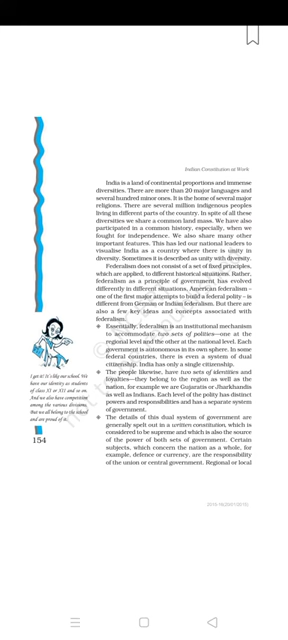 Indian Constitution at Work
India is a land of continental proportions and immense
diversities. There are more than 20 major languages and
several hundred minor ones. It is the home of several major
religions. There are several million indigenous peoples
living in different parts of the country. In spite of all these
diversities we share a common land mass. We have also
participated in a common history, especially, when we
fought for independence. We also share many other
important features. This has led our national leaders to
visualise India as a country where there is unity in
diversity. Sometimes it is described as unity with diversity.
Federalism does not consist of a set of fixed principles,
which are applied, to different historical situations. Rather,
federalism as a principle of government has evolved
differently in different situations. American federalism –
one of the first major attempts to build a federal polity – is
different from German or Indian federalism. But there are
also a few key ideas and concepts associated with
federalism.
Essentially, federalism is an institutional mechanism
to accommodate two sets of polities—one at the
regional level and the other at the national level. Each
government is autonomous in its own sphere. In some
federal countries, there is even a system of dual
citizenship. India has only a single citizenship.
The people likewise, have two sets of identities and
loyalties—they belong to the region as well as the
nation, for example we are Gujaratis or Jharkhandis
as well as Indians. Each level of the polity has distinct
powers and responsibilities and has a separate system
of government.
The details of this dual system of government are
generally spelt out in a written constitution, which
is considered to be supreme and which is also the source
of the power of both sets of government. Certain
subjects, which concern the nation as a whole, for
example, defence or currency, are the responsibility
of the union or central government. Regional or local
I get it! It's like our school. We
have our identity as students
of class XI or XII and so on.
And we also have competition
among the various divisions.
But we all belong to the school
and are proud of it.
154